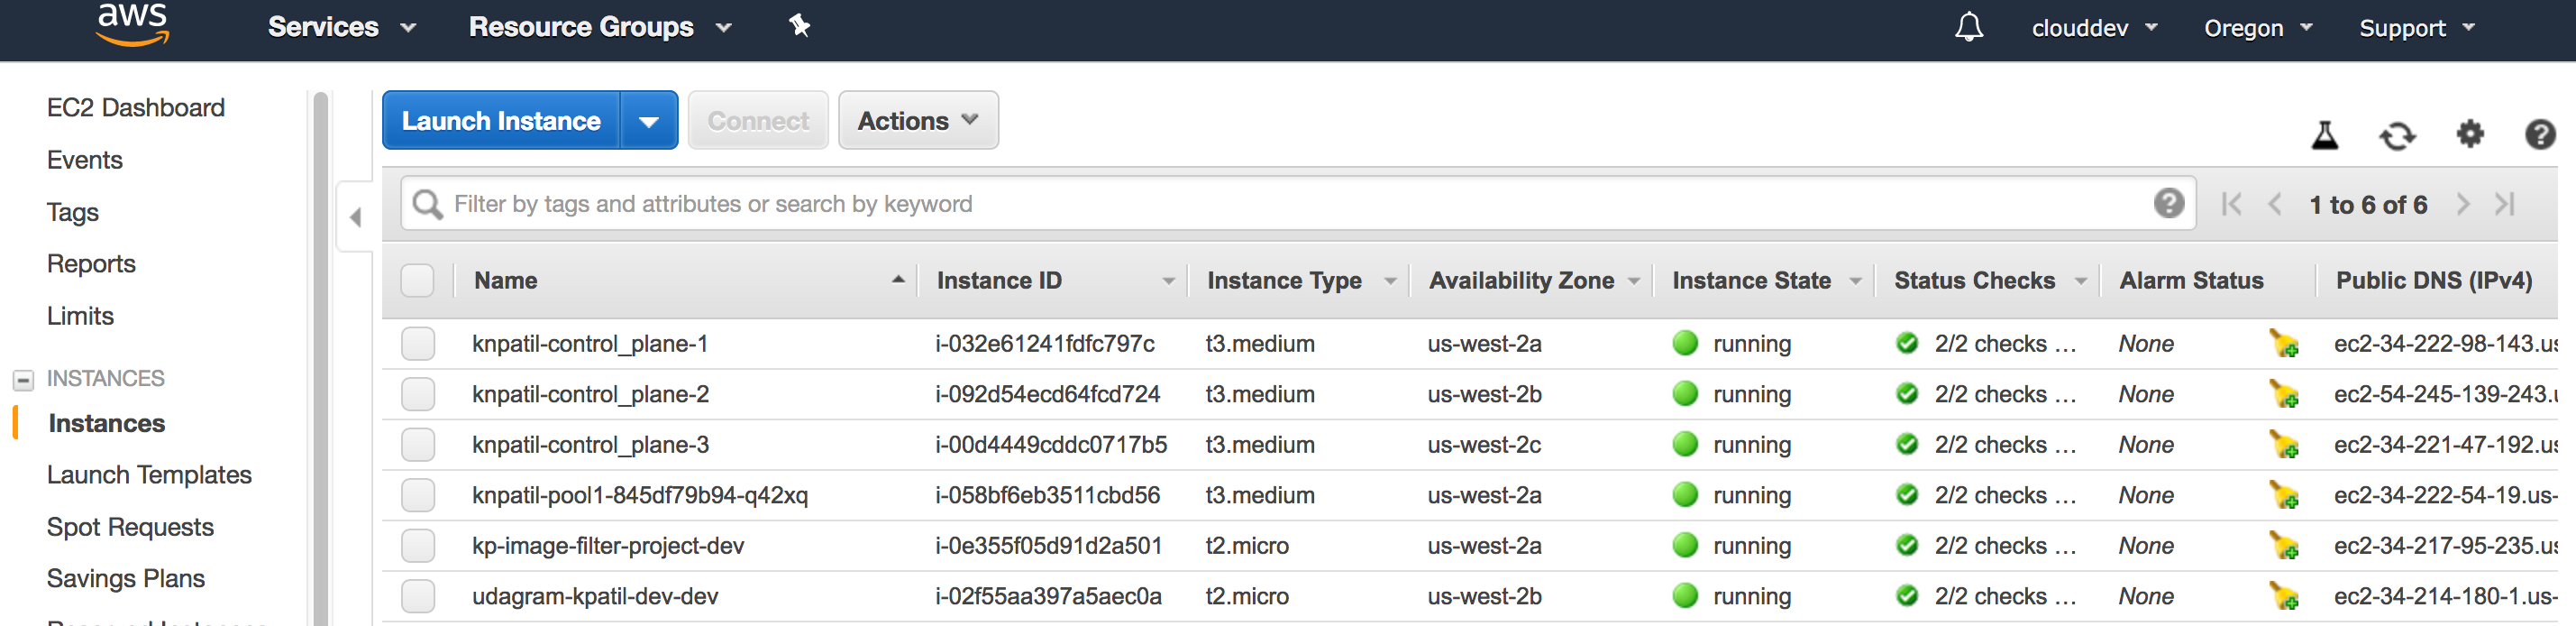 aws Services Resource Groups clouddev Oregon Support
EC2 Dashboard
Events
Tags
Reports
Limits
INSTANCES
Instances
Launch Templates
Spot Requests
Savings Plans
Launch Instance Connect Actions
Filter by tags and attributes or search by keyword 1 to 6 of 6
Name Instance ID Instance Type Availability Zone Instance State Status Checks Alarm Status Public DNS (IPv4)
knpatil-control_plane-1 i-032e61241fdfc797c t3.medium us-west-2a running 2/2 checks ... None ec2-34-222-98-143.us
knpatil-control_plane-2 i-092d54ecd64fcd724 t3.medium us-west-2b running 2/2 checks ... None ec2-54-245-139-243.u
knpatil-control_plane-3 i-00d4449cddc0717b5 t3.medium us-west-2c running 2/2 checks ... None ec2-34-221-47-192.us
knpatil-pool1-845df79b94-q42xq i-058bf6eb3511cbd56 t3.medium us-west-2a running 2/2 checks ... None ec2-34-222-54-19.us-
kp-image-filter-project-dev i-0e355f05d91d2a501 t2.micro us-west-2a running 2/2 checks ... None ec2-34-217-95-235.us
udagram-kpatil-dev-dev i-02f55aa397a5aec0a t2.micro us-west-2b running 2/2 checks ... None ec2-34-214-180-1.us-